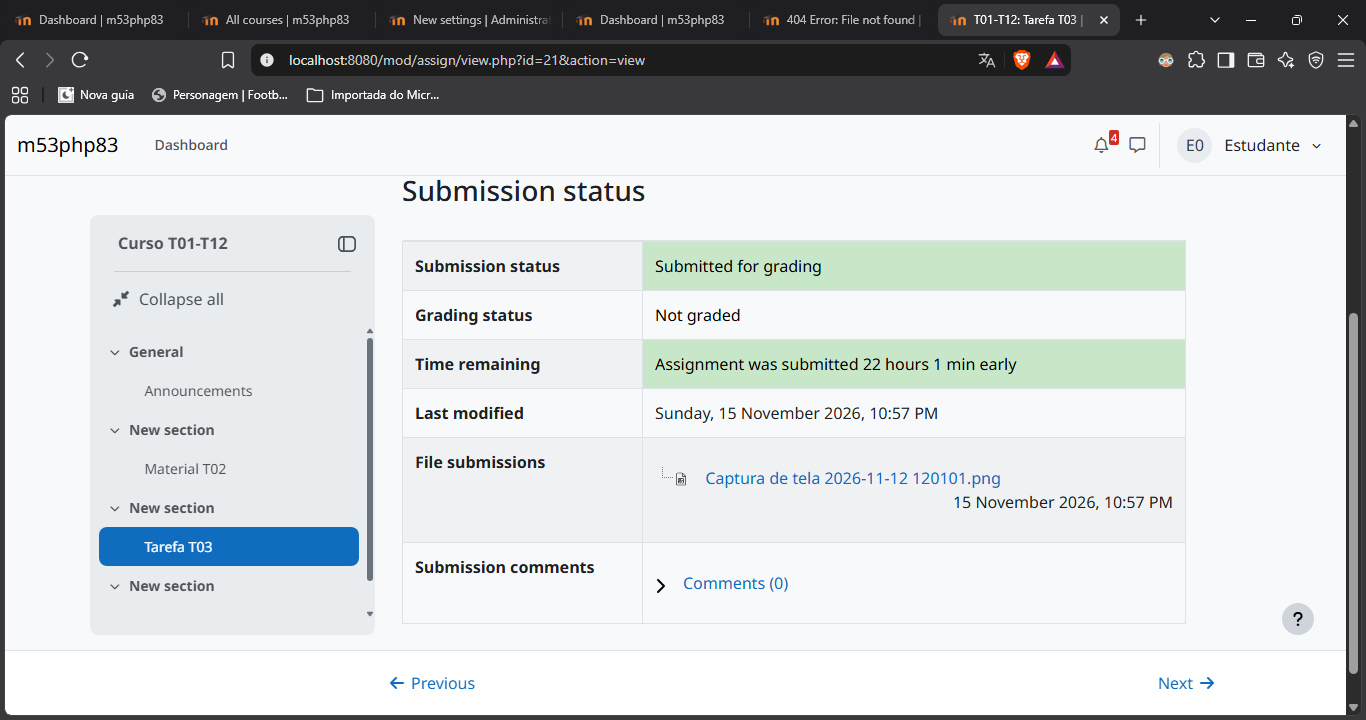 Dashboard | m53php83
All courses | m53php83
New settings | Administrat
Dashboard | m53php83
404 Error: File not found |
T01-T12: Tarefa T03 |
localhost:8080/mod/assign/view.php?id=21&action=view
Nova guia
Personagem | Footb...
Importada do Micr...
m53php83
Dashboard
4
E0
Estudante
Submission status
Curso T01-T12
Collapse all
General
Announcements
New section
Material T02
New section
Tarefa T03
New section
Submission status
Submitted for grading
Grading status
Not graded
Time remaining
Assignment was submitted 22 hours 1 min early
Last modified
Sunday, 15 November 2026, 10:57 PM
File submissions
Captura de tela 2026-11-12 120101.png
15 November 2026, 10:57 PM
Submission comments
Comments (0)
?
Previous
Next